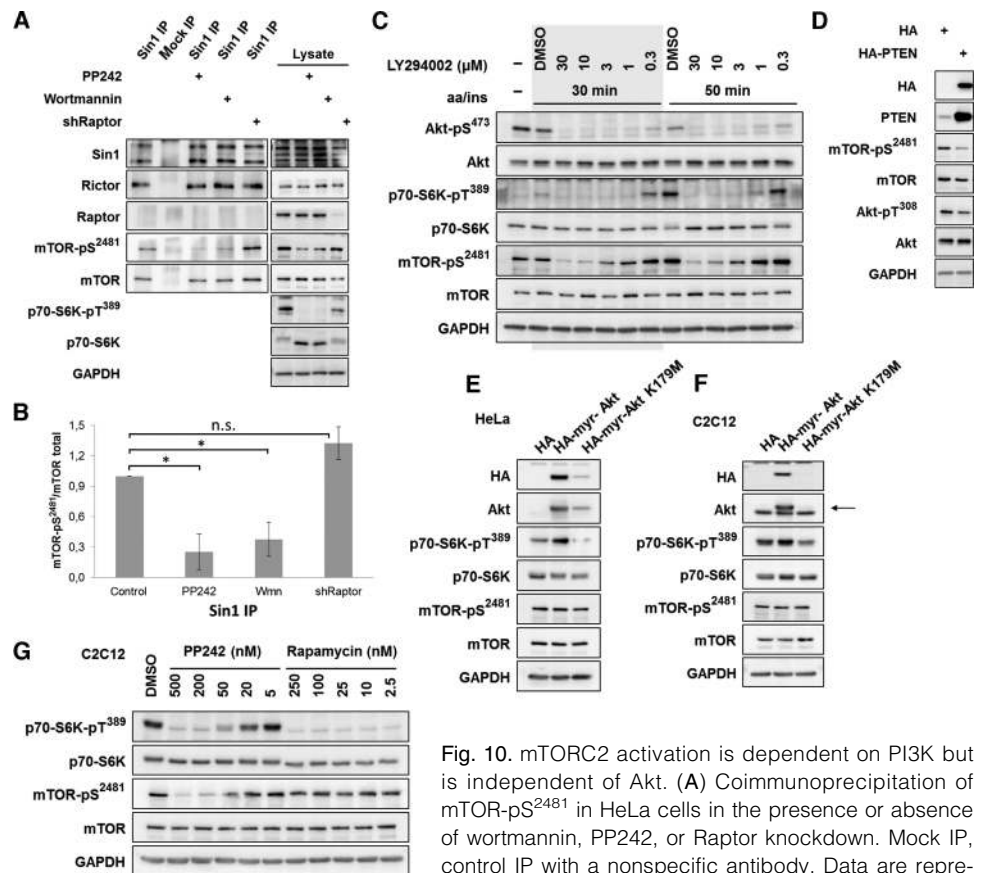 A
Sin1 IP
Mock IP
Sin1 IP
Sin1 IP
Sin1 IP
Lysate
PP242 + +
Wortmannin + +
shRaptor + +
Sin1
Rictor
Raptor
mTOR-pS2481
mTOR
p70-S6K-pT389
p70-S6K
GAPDH
B
mTOR-pS2481/mTOR total
1,5
1,2
0,9
0,6
0,3
0,0
n.s.
*
*
Control PP242 Wmn shRaptor
Sin1 IP
C
LY294002 (µM) – DMSO 30 10 3 1 0.3 DMSO 30 10 3 1 0.3
aa/ins – 30 min 50 min
Akt-pS473
Akt
p70-S6K-pT389
p70-S6K
mTOR-pS2481
mTOR
GAPDH
D
HA +
HA-PTEN +
HA
PTEN
mTOR-pS2481
mTOR
Akt-pT308
Akt
GAPDH
E
HeLa
HA
HA-myr- Akt
HA-myr-Akt K179M
HA
Akt
p70-S6K-pT389
p70-S6K
mTOR-pS2481
mTOR
GAPDH
F
C2C12
HA
HA-myr- Akt
HA-myr-Akt K179M
HA
Akt
p70-S6K-pT389
p70-S6K
mTOR-pS2481
mTOR
GAPDH
G
C2C12 PP242 (nM) Rapamycin (nM)
DMSO 500 200 50 20 5 250 100 25 10 2.5
p70-S6K-pT389
p70-S6K
mTOR-pS2481
mTOR
GAPDH
Fig. 10. mTORC2 activation is dependent on PI3K but
is independent of Akt. (A) Coimmunoprecipitation of
mTOR-pS2481 in HeLa cells in the presence or absence
of wortmannin, PP242, or Raptor knockdown. Mock IP,
control IP with a nonspecific antibody. Data are repre-